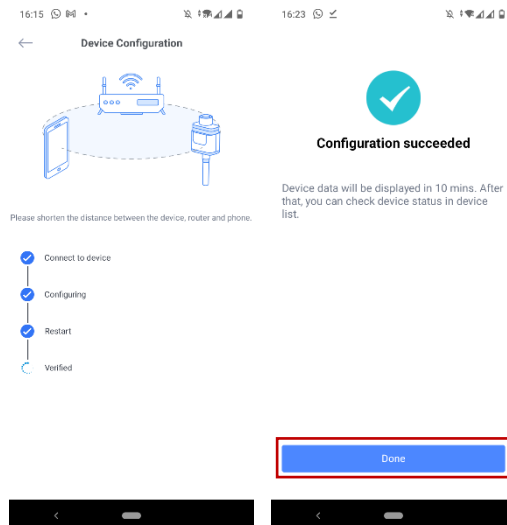 16:15
Device Configuration
Please shorten the distance between the device, router and phone.
Connect to device
Configuring
Restart
Verified
16:23
Configuration succeeded
Device data will be displayed in 10 mins. After
that, you can check device status in device
list.
Done